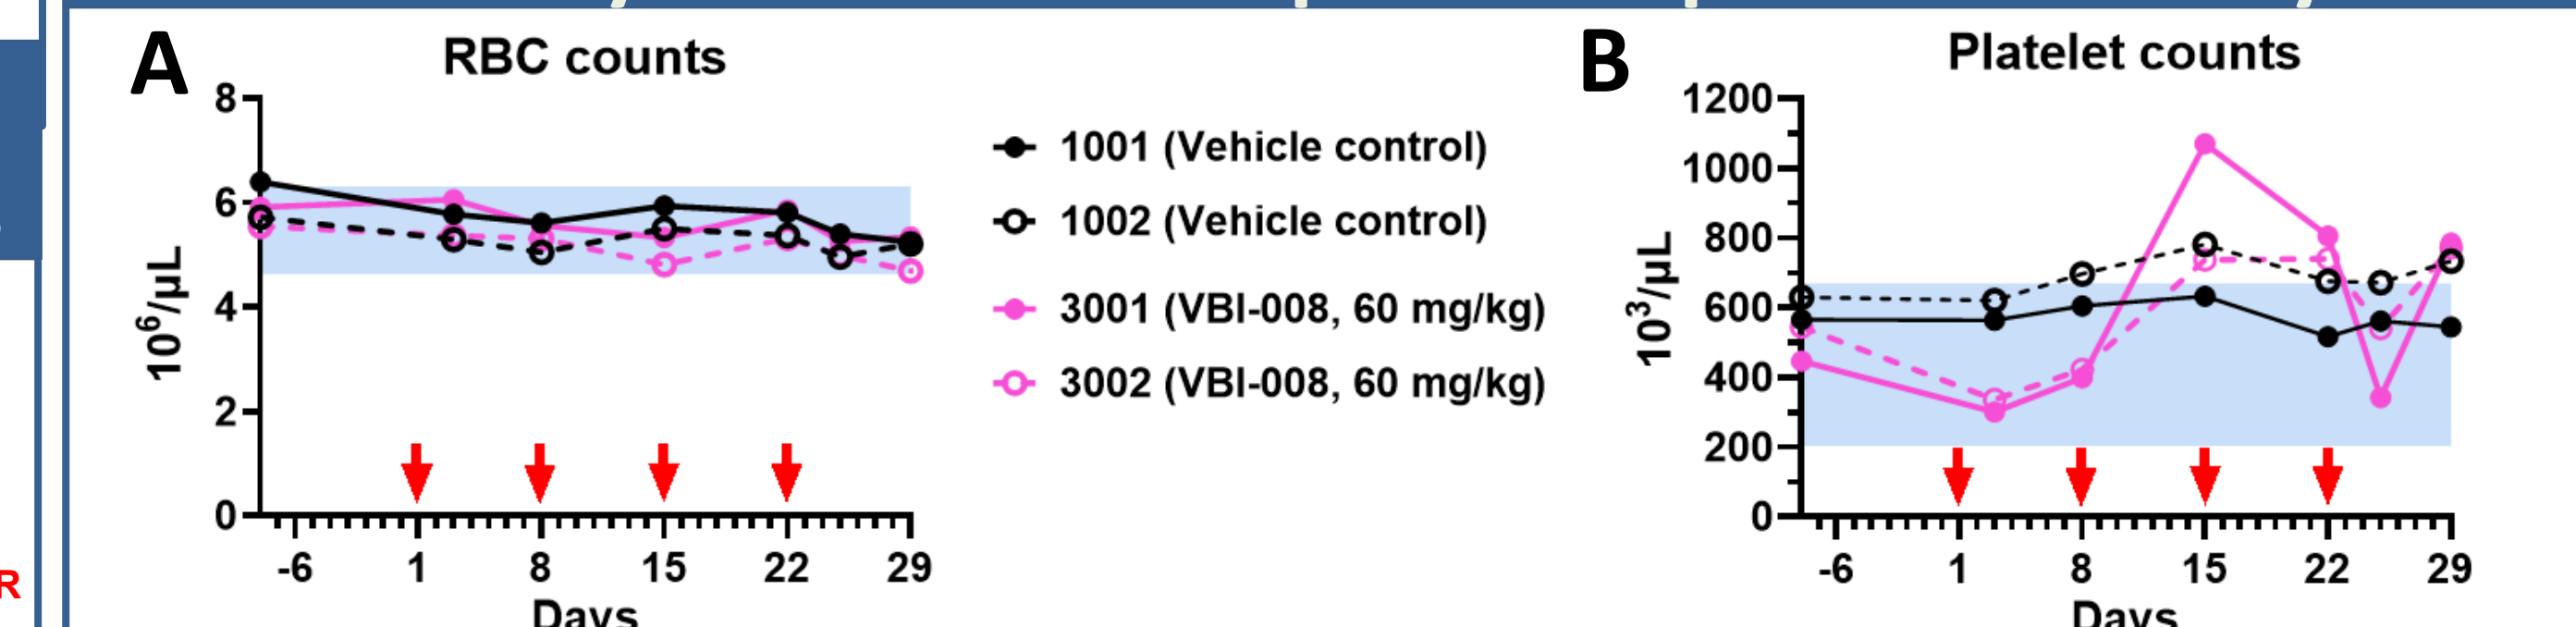 A
RBC counts
8
6
4
2
0
10⁶/µL
-6 1 8 15 22 29
Days
1001 (Vehicle control)
1002 (Vehicle control)
3001 (VBI-008, 60 mg/kg)
3002 (VBI-008, 60 mg/kg)
B
Platelet counts
1200
1000
800
600
400
200
0
10³/µL
-6 1 8 15 22 29
Days
R